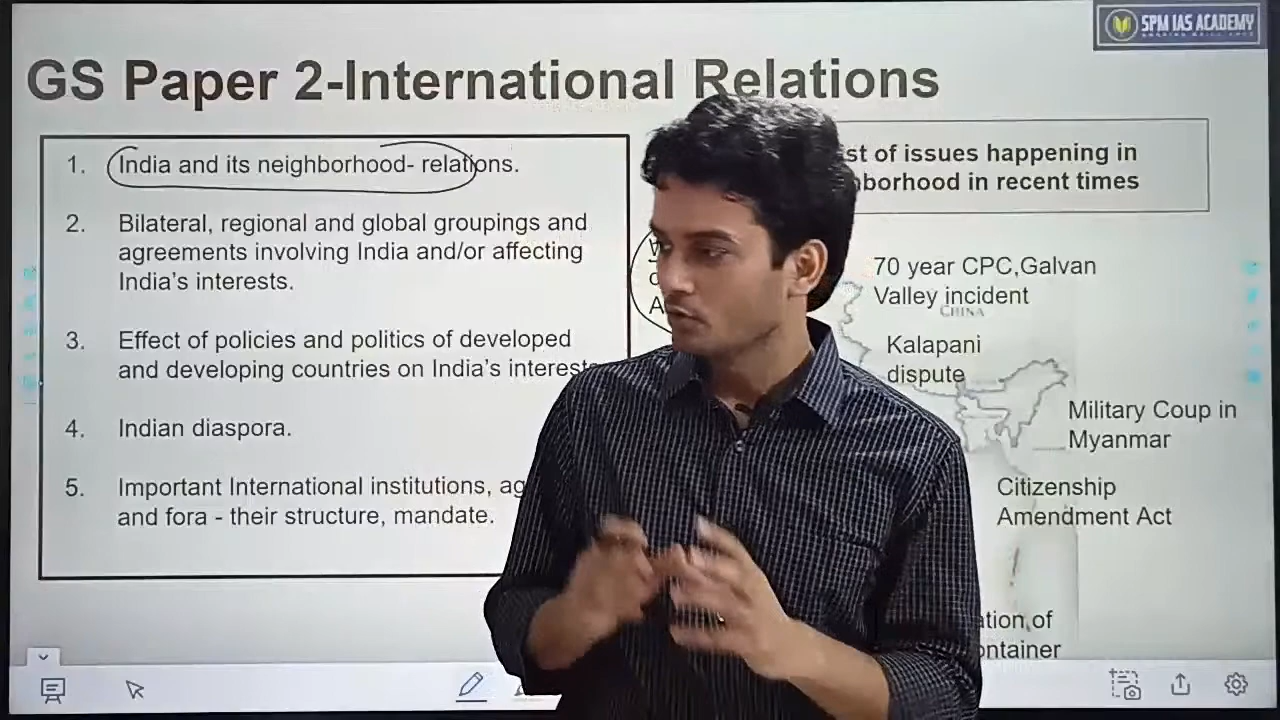 SPM IAS ACADEMY
GS Paper 2-International Relations
1. India and its neighborhood- relations.
2. Bilateral, regional and global groupings and
agreements involving India and/or affecting
India's interests.
3. Effect of policies and politics of developed
and developing countries on India's interests
4. Indian diaspora.
5. Important International institutions, ag
and fora - their structure, mandate.
st of issues happening in
borhood in recent times
70 year CPC,Galvan
Valley incident
CHINA
Kalapani
dispute
Military Coup in
Myanmar
Citizenship
Amendment Act
ation of
ontainer